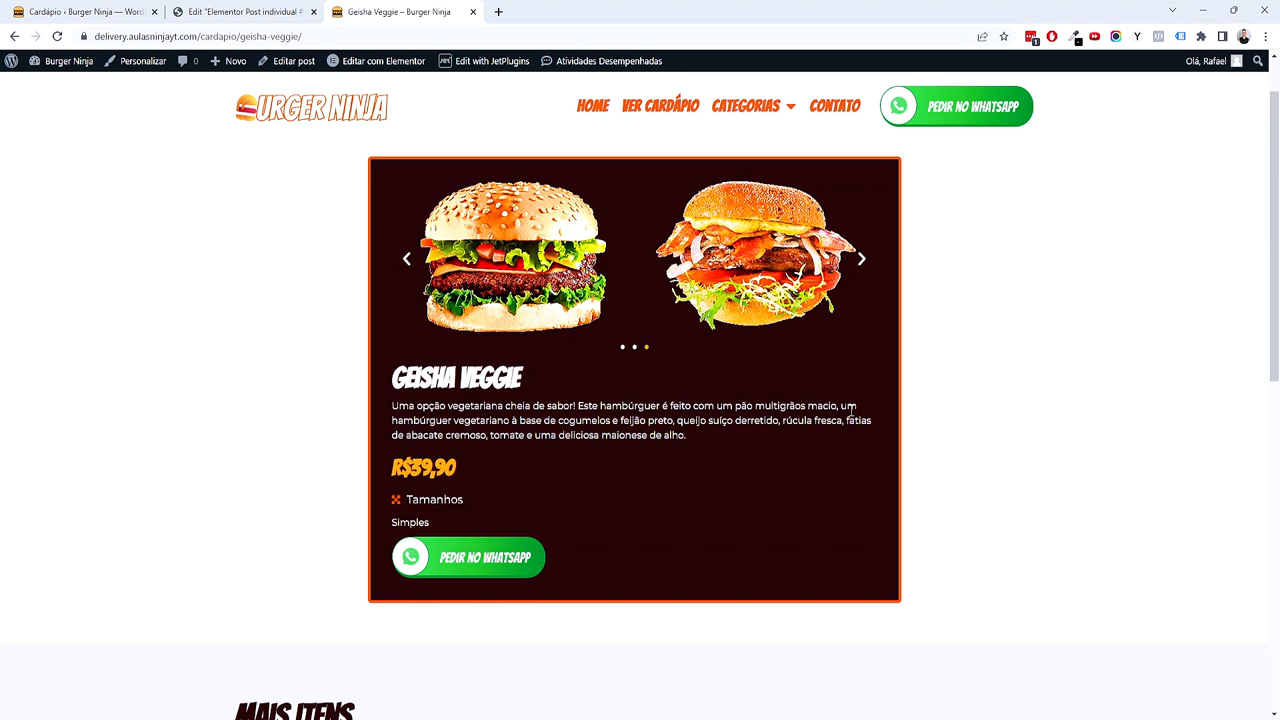 Cardápio ‹ Burger Ninja — Word
Edit "Elementor Post individual #
Geisha Veggie – Burger Ninja
delivery.aulasninjayt.com/cardapio/geisha-veggie/
Burger Ninja
Personalizar
0
Novo
Editar post
Editar com Elementor
Edit with JetPlugins
Atividades Desempenhadas
Olá, Rafael
URGER NINJA
HOME
VER CARDÁPIO
CATEGORIAS
CONTATO
PEDIR NO WHATSAPP
GEISHA VEGGIE
Uma opção vegetariana cheia de sabor! Este hambúrguer é feito com um pão multigrãos macio, um
hambúrguer vegetariano à base de cogumelos e feijão preto, queijo suíço derretido, rúcula fresca, fatias
de abacate cremoso, tomate e uma deliciosa maionese de alho.
R$39,90
Tamanhos
Simples
PEDIR NO WHATSAPP
MAIS ITENS